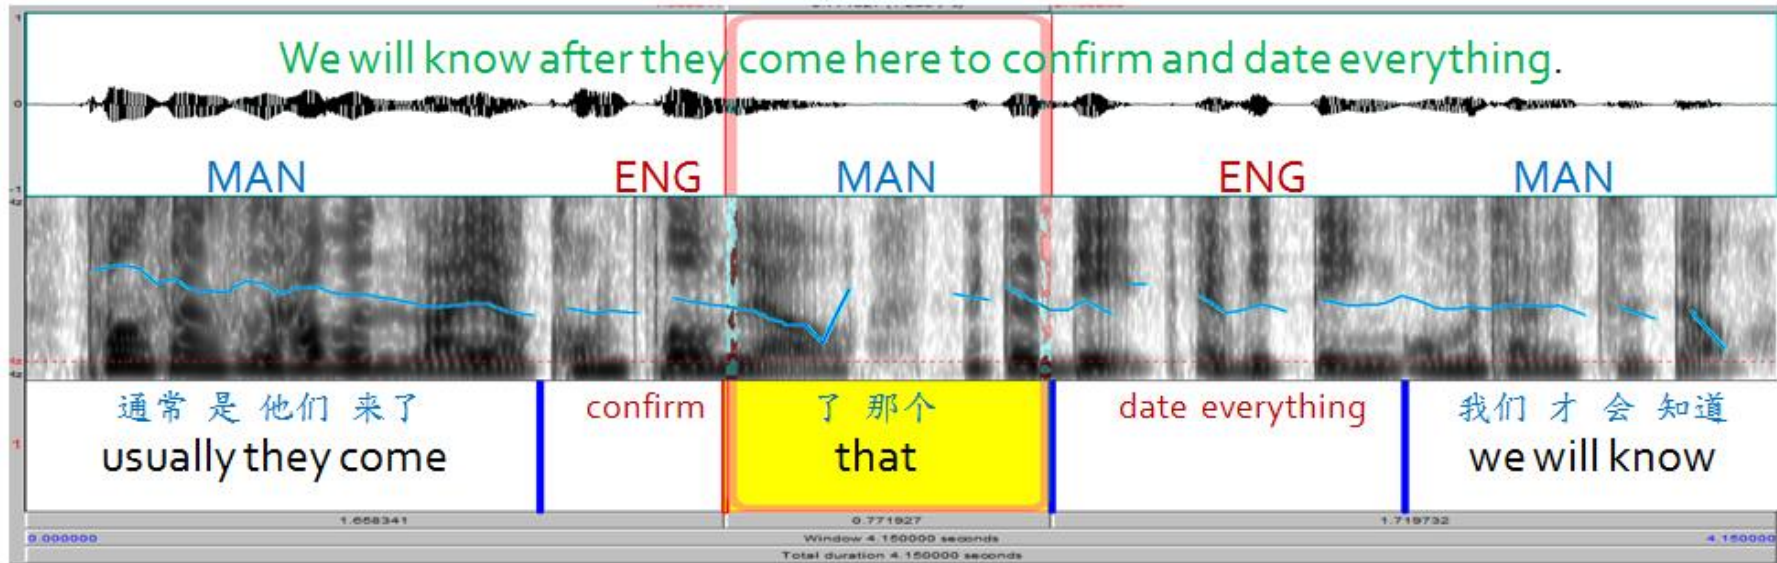 We will know after they come here to confirm and date everything.
MAN ENG MAN ENG MAN
通常 是 他们 来了 confirm 了 那个 date everything 我们 才 会 知道
usually they come that we will know
1.658341 0.771927 1.719732
0.000000 Window 4.150000 seconds 4.150000
Total duration 4.150000 seconds